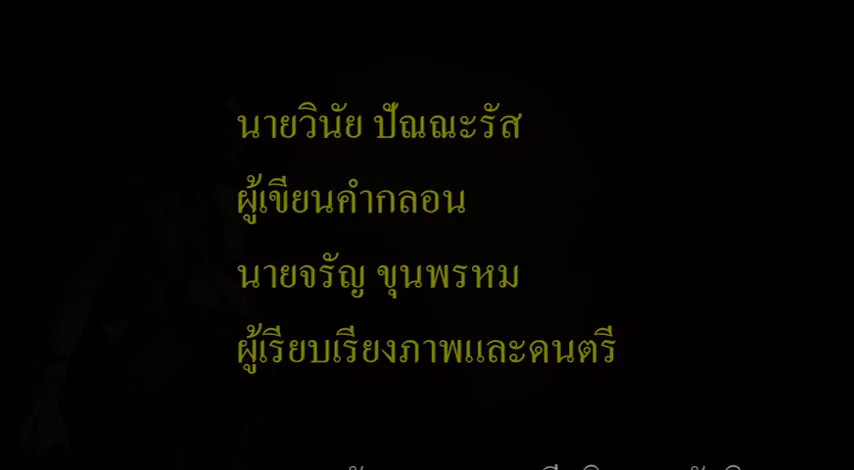 นายวินัย ปัณณะรัส
ผู้เขียนคำกลอน
นายจรัญ ขุนพรหม
ผู้เรียบเรียงภาพและดนตรี